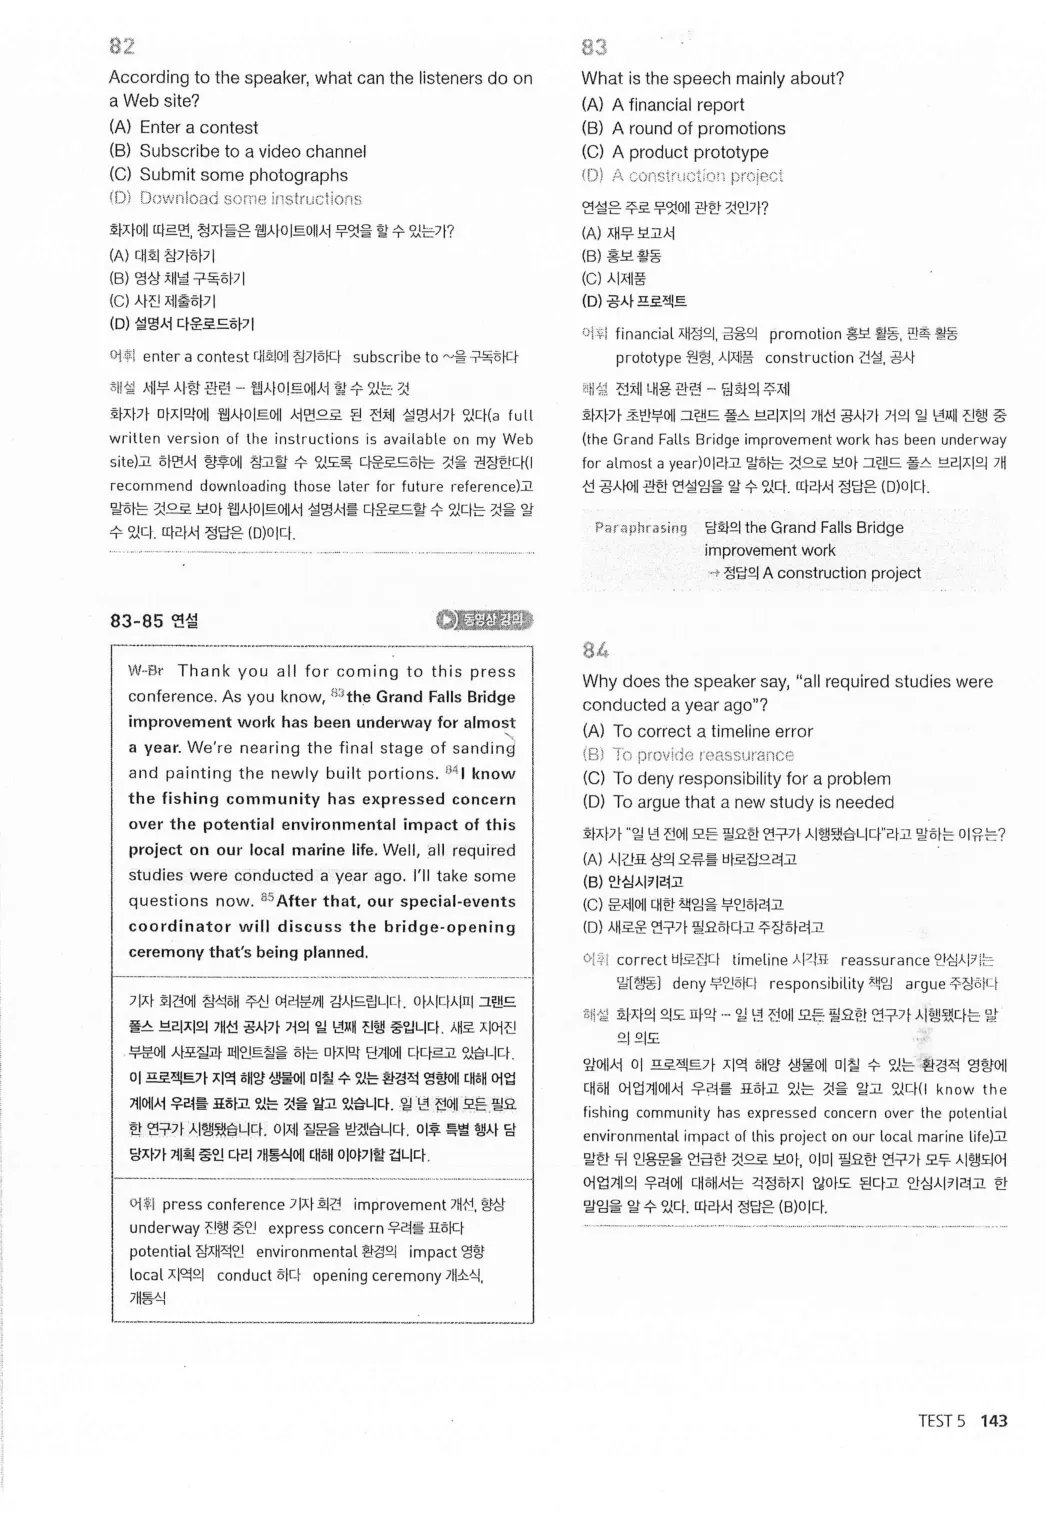 82
According to the speaker, what can the listeners do on
a Web site?
(A) Enter a contest
(B) Subscribe to a video channel
(C) Submit some photographs
(D) Download some instructions
화자에 따르면, 청자들은 웹사이트에서 무엇을 할 수 있는가?
(A) 대회 참가하기
(B) 영상 채널 구독하기
(C) 사진 제출하기
(D) 설명서 다운로드하기
어휘 enter a contest 대회에 참가하다 subscribe to ~을 구독하다
해설 세부 사항 관련 – 웹사이트에서 할 수 있는 것
화자가 마지막에 웹사이트에 서면으로 된 전체 설명서가 있다(a full
written version of the instructions is available on my Web
site)고 하면서 향후에 참고할 수 있도록 다운로드하는 것을 권장한다(I
recommend downloading those later for future reference)고
말하는 것으로 보아 웹사이트에서 설명서를 다운로드할 수 있다는 것을 알
수 있다. 따라서 정답은 (D)이다.
83-85 연설
동영상 강의
W-Br Thank you all for coming to this press
conference. As you know, 83the Grand Falls Bridge
improvement work has been underway for almost
a year. We're nearing the final stage of sanding
and painting the newly built portions. 84I know
the fishing community has expressed concern
over the potential environmental impact of this
project on our local marine life. Well, all required
studies were conducted a year ago. I'll take some
questions now. 85After that, our special-events
coordinator will discuss the bridge-opening
ceremony that's being planned.
기자 회견에 참석해 주신 여러분께 감사드립니다. 아시다시피 그랜드
폴스 브리지의 개선 공사가 거의 일 년째 진행 중입니다. 새로 지어진
부분에 사포질과 페인트칠을 하는 마지막 단계에 다다르고 있습니다.
이 프로젝트가 지역 해양 생물에 미칠 수 있는 환경적 영향에 대해 어업
계에서 우려를 표하고 있는 것을 알고 있습니다. 일 년 전에 모든 필요
한 연구가 시행됐습니다. 이제 질문을 받겠습니다. 이후 특별 행사 담
당자가 계획 중인 다리 개통식에 대해 이야기할 겁니다.
어휘 press conference 기자 회견 improvement 개선, 향상
underway 진행 중인 express concern 우려를 표하다
potential 잠재적인 environmental 환경의 impact 영향
local 지역의 conduct 하다 opening ceremony 개소식,
개통식
83
What is the speech mainly about?
(A) A financial report
(B) A round of promotions
(C) A product prototype
(D) A construction project
연설은 주로 무엇에 관한 것인가?
(A) 재무 보고서
(B) 홍보 활동
(C) 시제품
(D) 공사 프로젝트
어휘 financial 재정의, 금융의 promotion 홍보 활동, 판촉 활동
prototype 원형, 시제품 construction 건설, 공사
해설 전체 내용 관련 – 담화의 주제
화자가 초반부에 그랜드 폴스 브리지의 개선 공사가 거의 일 년째 진행 중
(the Grand Falls Bridge improvement work has been underway
for almost a year)이라고 말하는 것으로 보아 그랜드 폴스 브리지의 개
선 공사에 관한 연설임을 알 수 있다. 따라서 정답은 (D)이다.
Paraphrasing 담화의 the Grand Falls Bridge
improvement work
→ 정답의 A construction project
84
Why does the speaker say, "all required studies were
conducted a year ago"?
(A) To correct a timeline error
(B) To provide reassurance
(C) To deny responsibility for a problem
(D) To argue that a new study is needed
화자가 "일 년 전에 모든 필요한 연구가 시행됐습니다"라고 말하는 이유는?
(A) 시간표 상의 오류를 바로잡으려고
(B) 안심시키려고
(C) 문제에 대한 책임을 부인하려고
(D) 새로운 연구가 필요하다고 주장하려고
어휘 correct 바로잡다 timeline 시각표 reassurance 안심시키는
말[행동] deny 부인하다 responsibility 책임 argue 주장하다
해설 화자의 의도 파악 – 일 년 전에 모든 필요한 연구가 시행됐다는 말
의 의도
앞에서 이 프로젝트가 지역 해양 생물에 미칠 수 있는 환경적 영향에
대해 어업계에서 우려를 표하고 있는 것을 알고 있다(I know the
fishing community has expressed concern over the potential
environmental impact of this project on our local marine life)고
말한 뒤 인용문을 언급한 것으로 보아, 이미 필요한 연구가 모두 시행되어
어업계의 우려에 대해서는 걱정하지 않아도 된다고 안심시키려고 한
말임을 알 수 있다. 따라서 정답은 (B)이다.
TEST 5 143